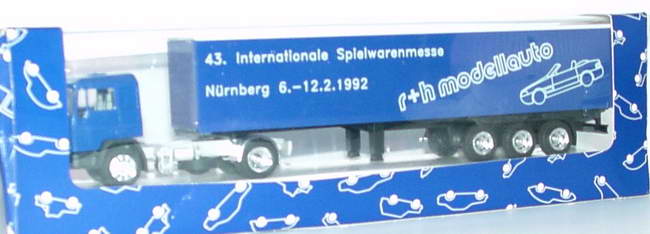 43. Internationale Spielwarenmesse
Nürnberg 6.-12.2.1992
r+h modellauto